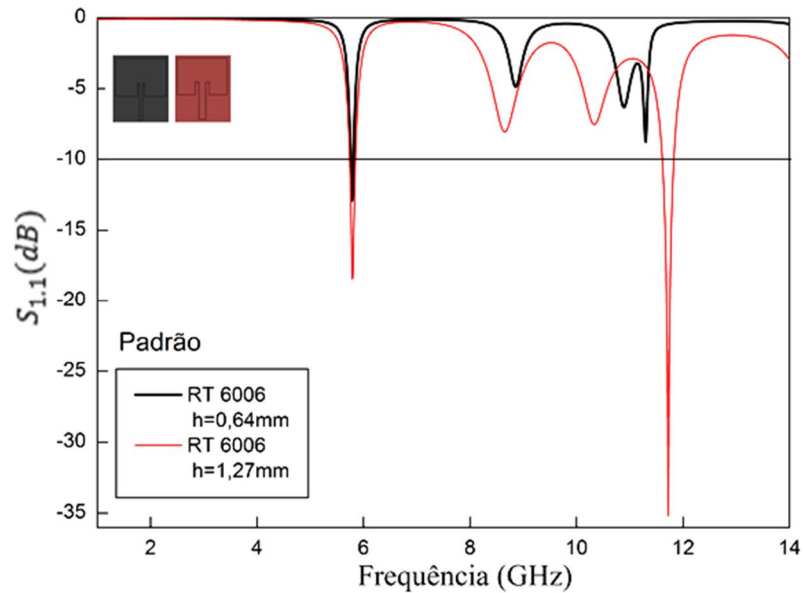 0
-5
-10
-15
-20
-25
-30
-35
S1.1(dB)
Padrão
RT 6006
h=0,64mm
RT 6006
h=1,27mm
2 4 6 8 10 12 14
Frequência (GHz)